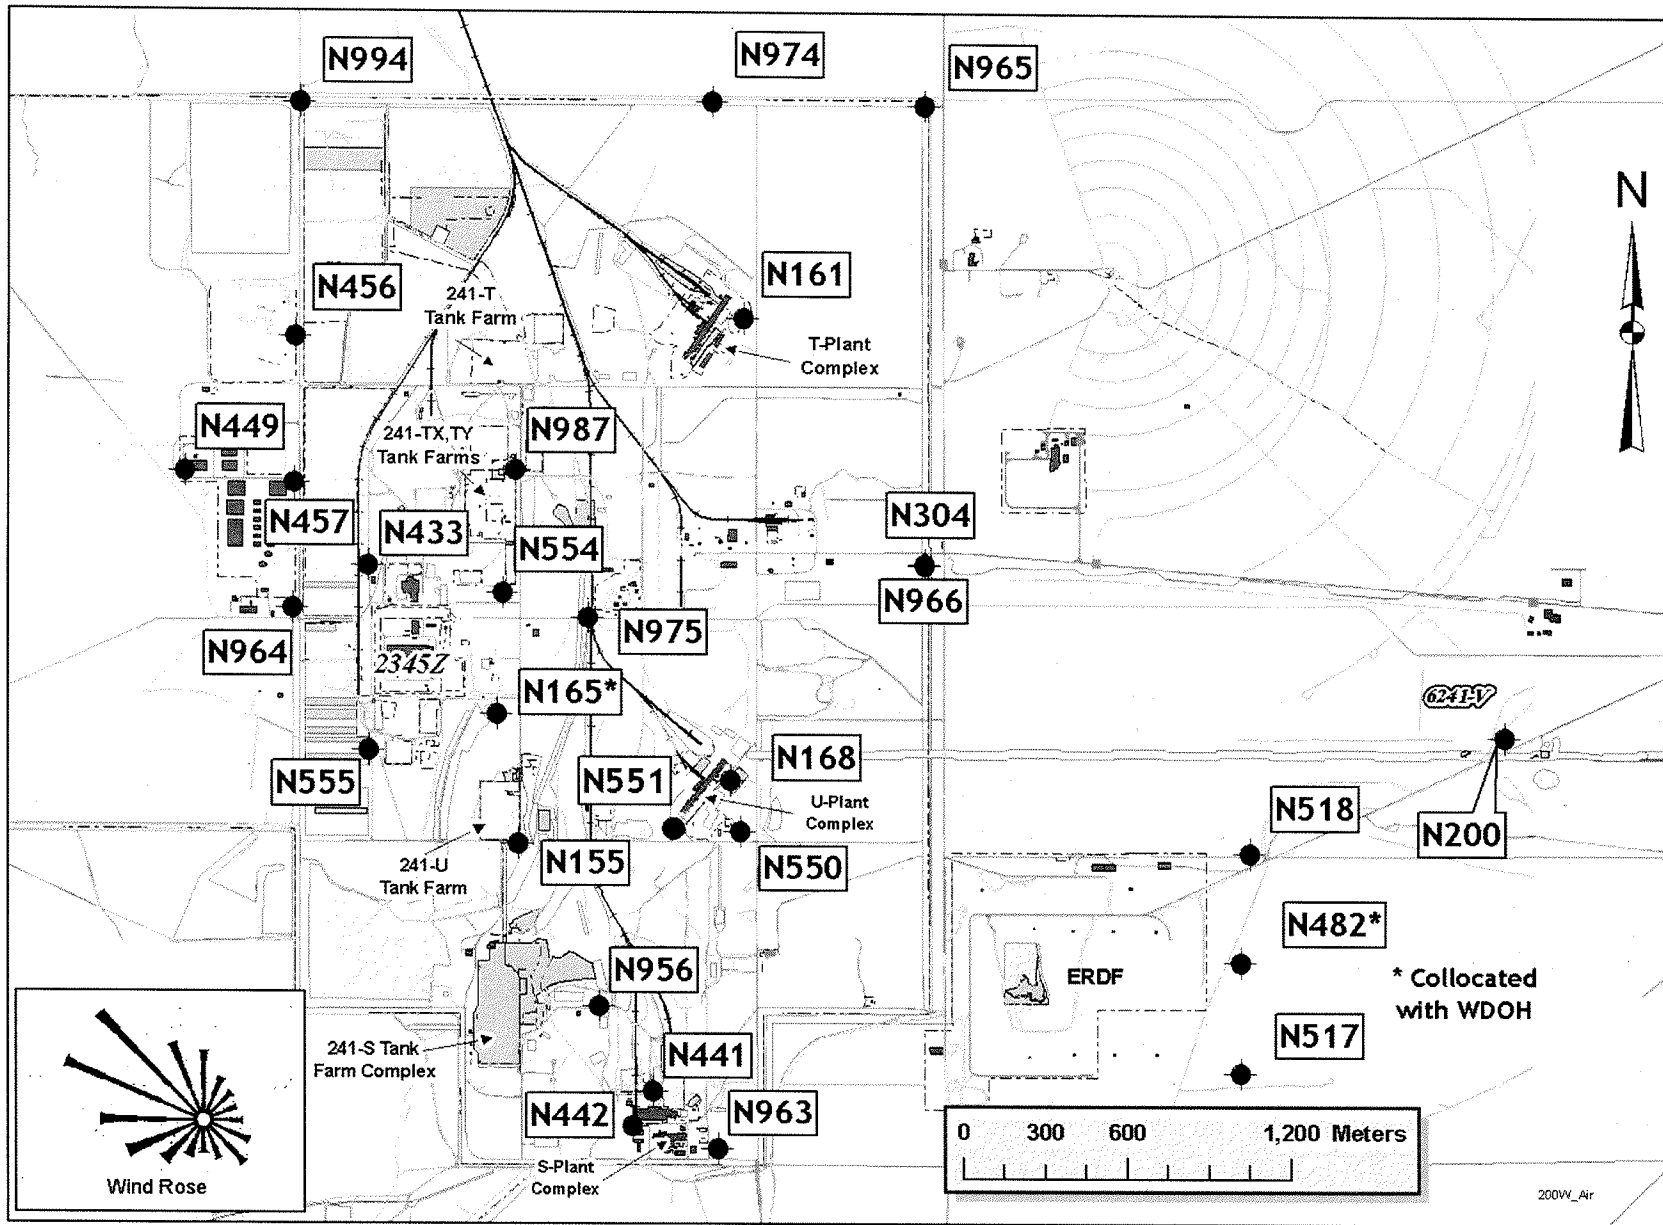 N994
N974
N965
N
N456
241-T
Tank Farm
N161
T-Plant
Complex
N449
241-TX,TY
Tank Farms
N987
N457
N433
N554
N304
N966
N964
N975
2345Z
N165*
6241-V
N555
N551
N168
U-Plant
Complex
N518
N200
241-U
Tank Farm
N155
N550
N482*
N956
ERDF
* Collocated
with WDOH
N517
241-S Tank
Farm Complex
N441
N442
N963
S-Plant
Complex
0 300 600 1,200 Meters
Wind Rose
200W_Air